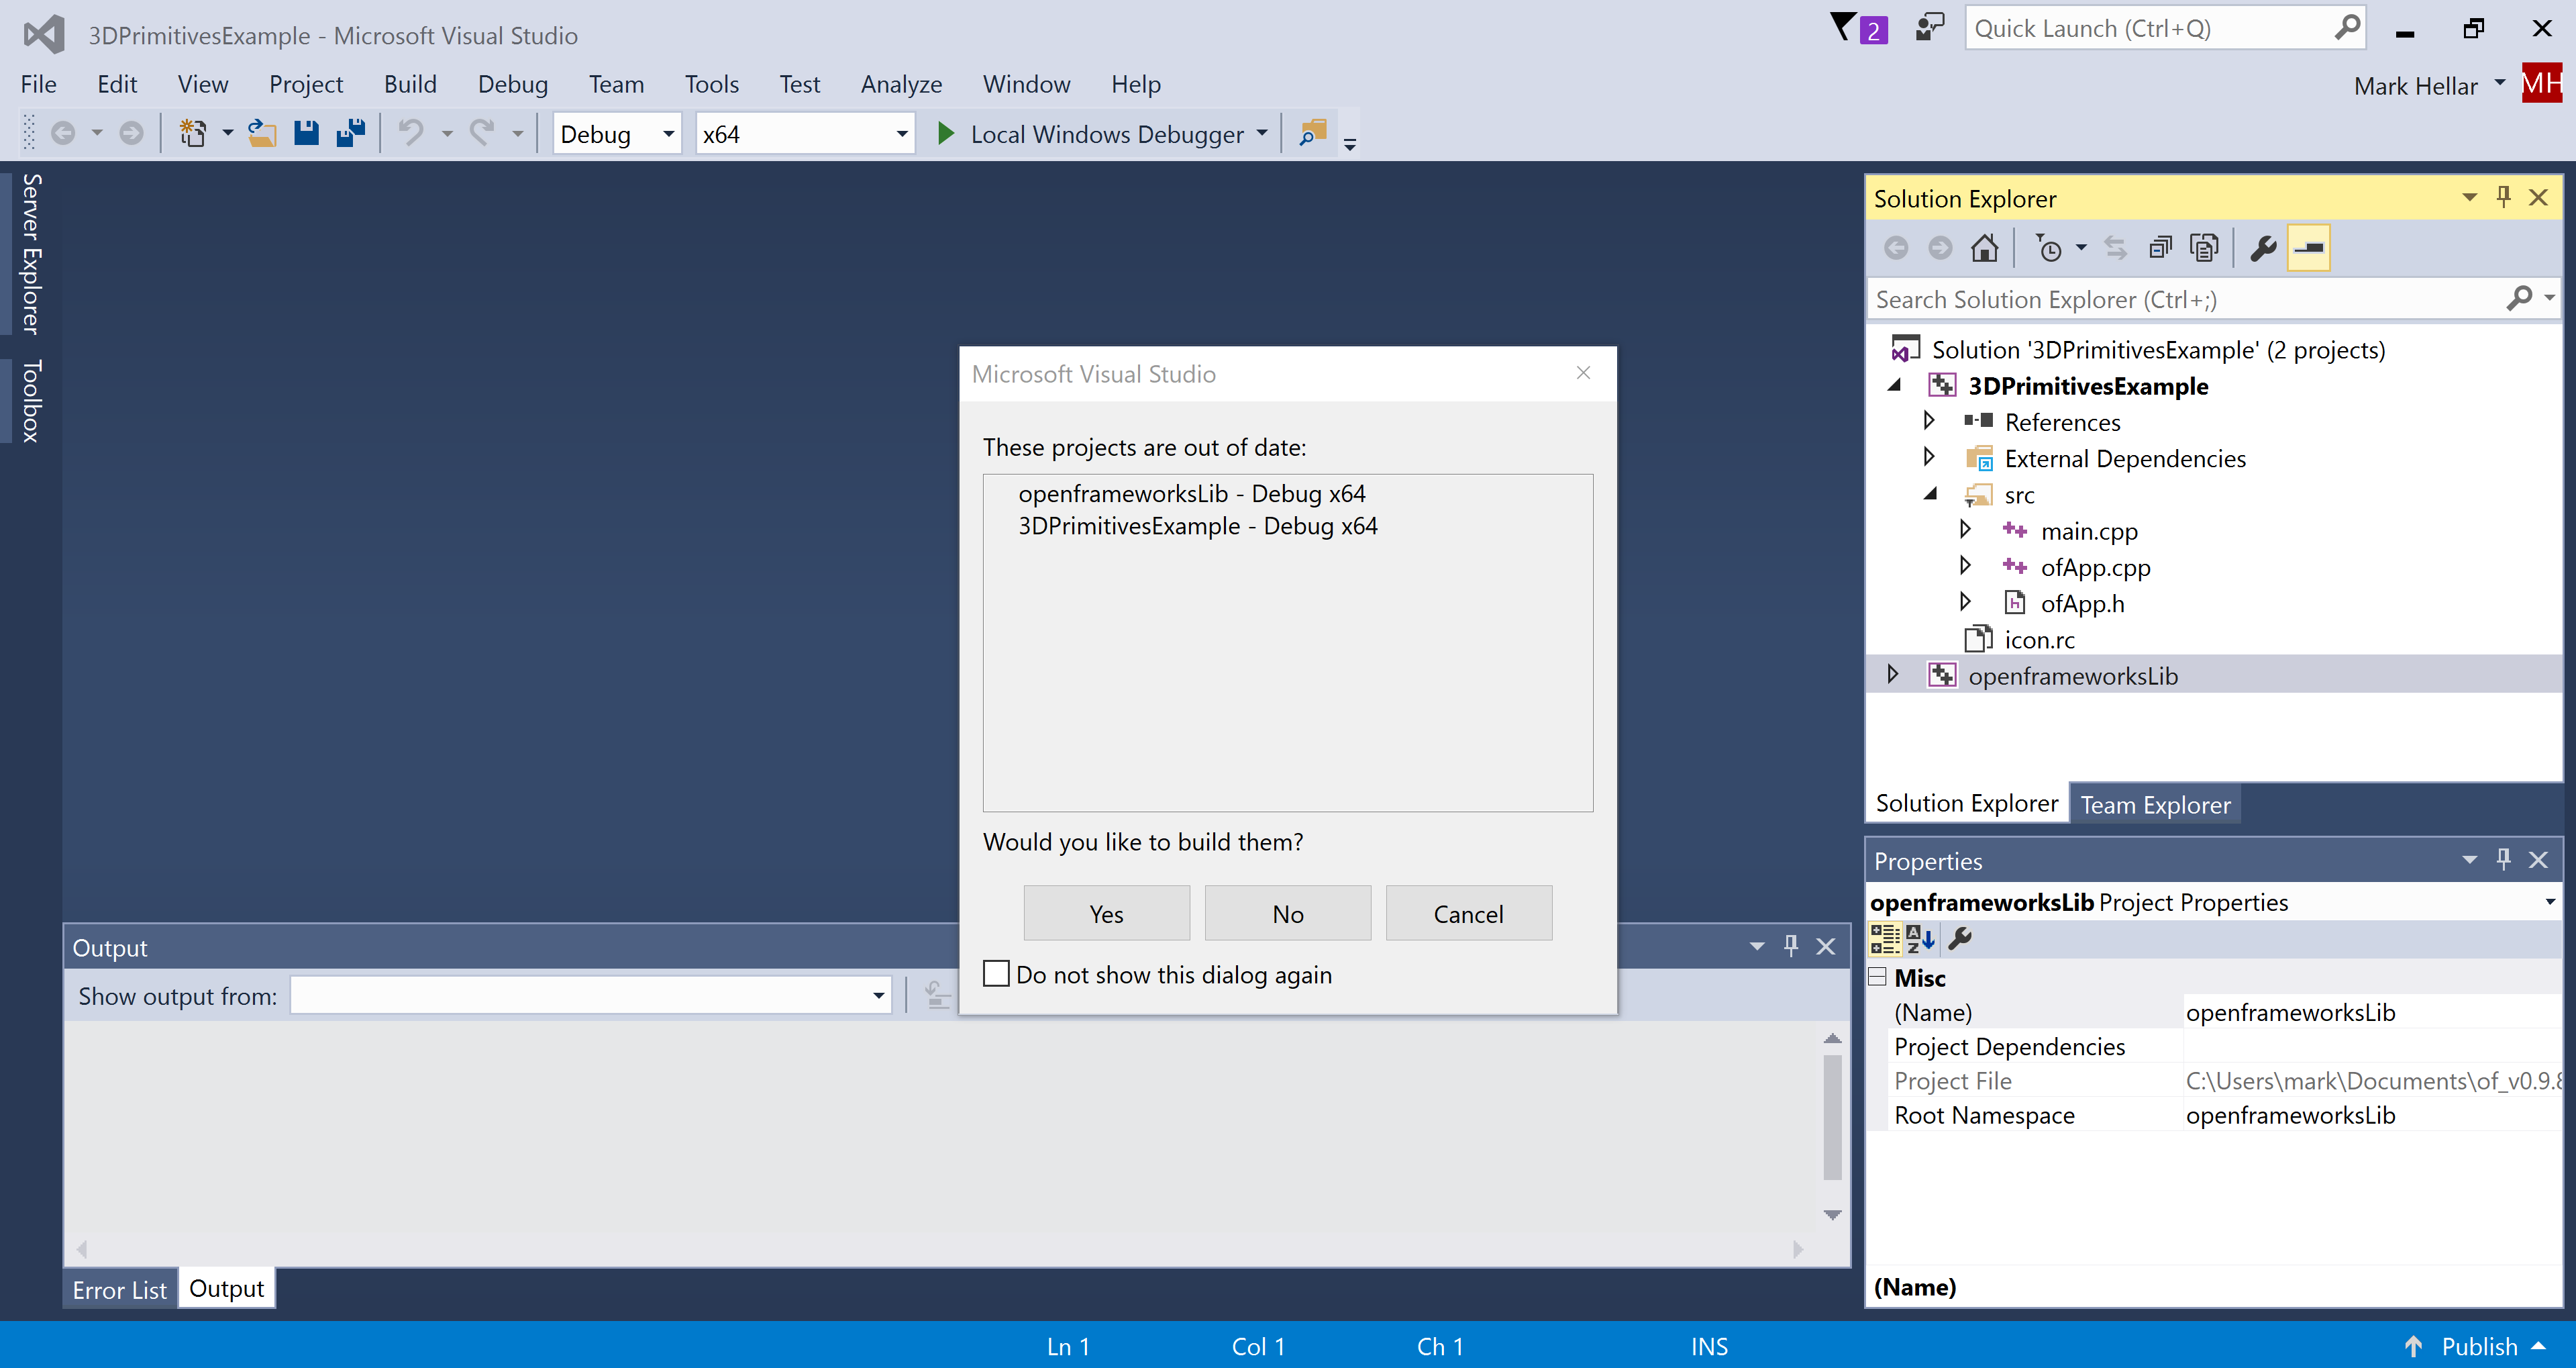 3DPrimitivesExample - Microsoft Visual Studio
2
Quick Launch (Ctrl+Q)
File Edit View Project Build Debug Team Tools Test Analyze Window Help
Mark Hellar
MH
Debug
x64
Local Windows Debugger
Server Explorer
Toolbox
Microsoft Visual Studio
These projects are out of date:
openframeworksLib - Debug x64
3DPrimitivesExample - Debug x64
Would you like to build them?
Yes
No
Cancel
Do not show this dialog again
Output
Show output from:
Error List
Output
Solution Explorer
Search Solution Explorer (Ctrl+;)
Solution '3DPrimitivesExample' (2 projects)
3DPrimitivesExample
References
External Dependencies
src
main.cpp
ofApp.cpp
ofApp.h
icon.rc
openframeworksLib
Solution Explorer
Team Explorer
Properties
openframeworksLib Project Properties
Misc
(Name) openframeworksLib
Project Dependencies
Project File C:\Users\mark\Documents\of_v0.9.8
Root Namespace openframeworksLib
(Name)
Ln 1 Col 1 Ch 1 INS
Publish